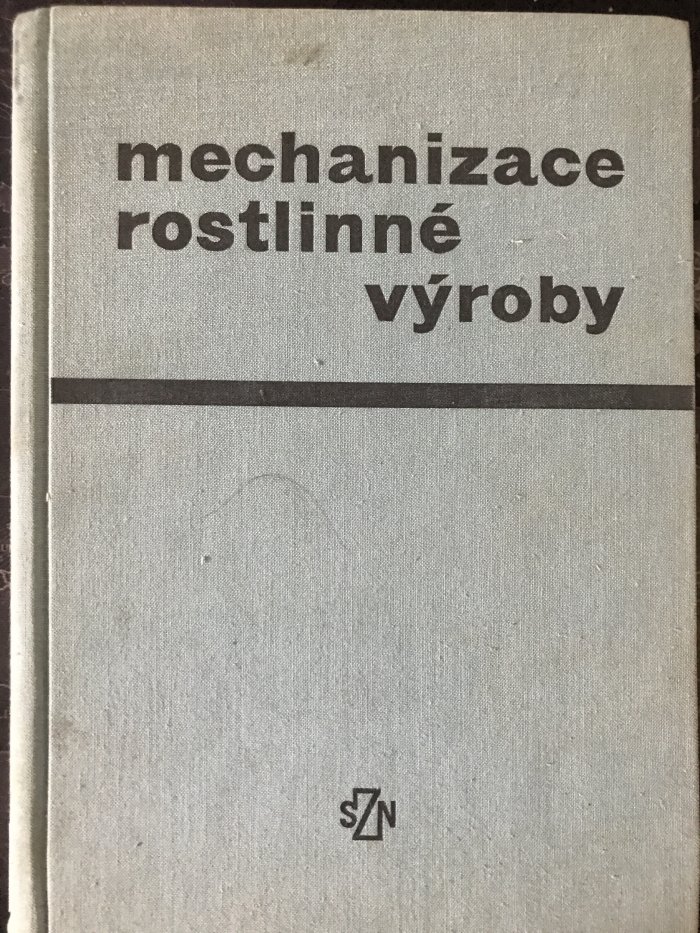 mechanizace
rostlinné
výroby
SZN